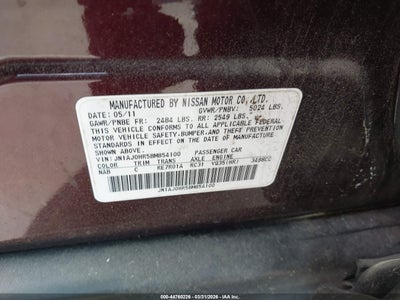 MANUFACTURED BY NISSAN MOTOR CO., LTD.
DATE: 05/11 GVWR/PNBV: 5024 LBS.
GAWR/PNBE FR: 2484 LBS. RR: 2549 LBS.
THIS VEHICLE CONFORMS TO ALL APPLICABLE FEDERAL
MOTOR VEHICLE SAFETY, BUMPER, AND THEFT PREVENTION
STANDARDS IN EFFECT ON THE DATE OF MANUFACTURE SHOWN ABOVE.
VIN: JN1AJ0HR5BM854100 PASSENGER CAR
COLOR TRIM TRANS AXLE ENGINE
NAB C RE7R01A RC31 VQ35(HR) 3498CC
JN1AJ0HR5BM854100
© 000-44760226 - 03/31/2026 - IAAI.COM